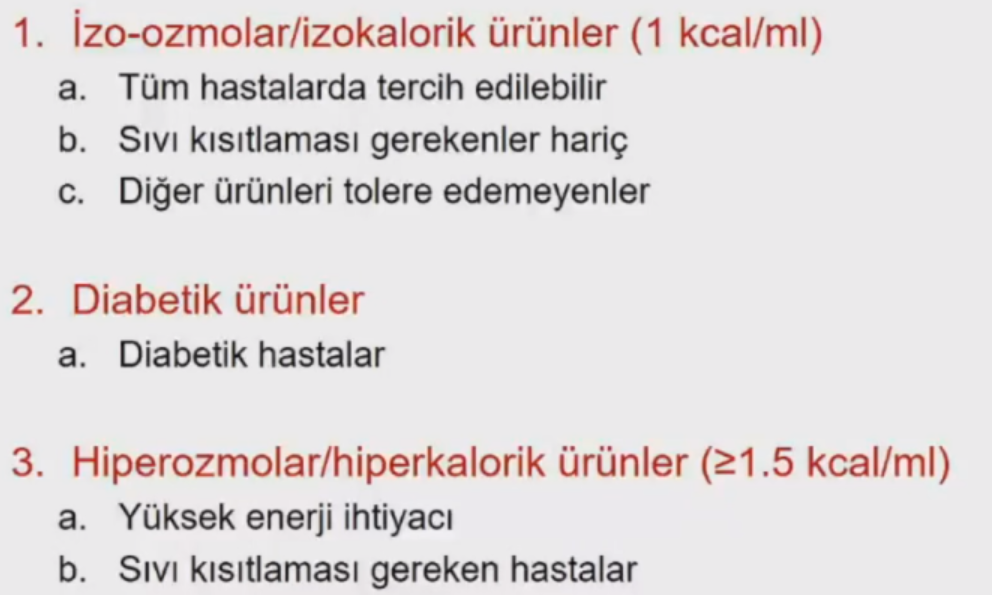 1. İzo-ozmolar/izokalorik ürünler (1 kcal/ml)
a. Tüm hastalarda tercih edilebilir
b. Sıvı kısıtlaması gerekenler hariç
c. Diğer ürünleri tolere edemeyenler
2. Diabetik ürünler
a. Diabetik hastalar
3. Hiperozmolar/hiperkalorik ürünler (≥1.5 kcal/ml)
a. Yüksek enerji ihtiyacı
b. Sıvı kısıtlaması gereken hastalar